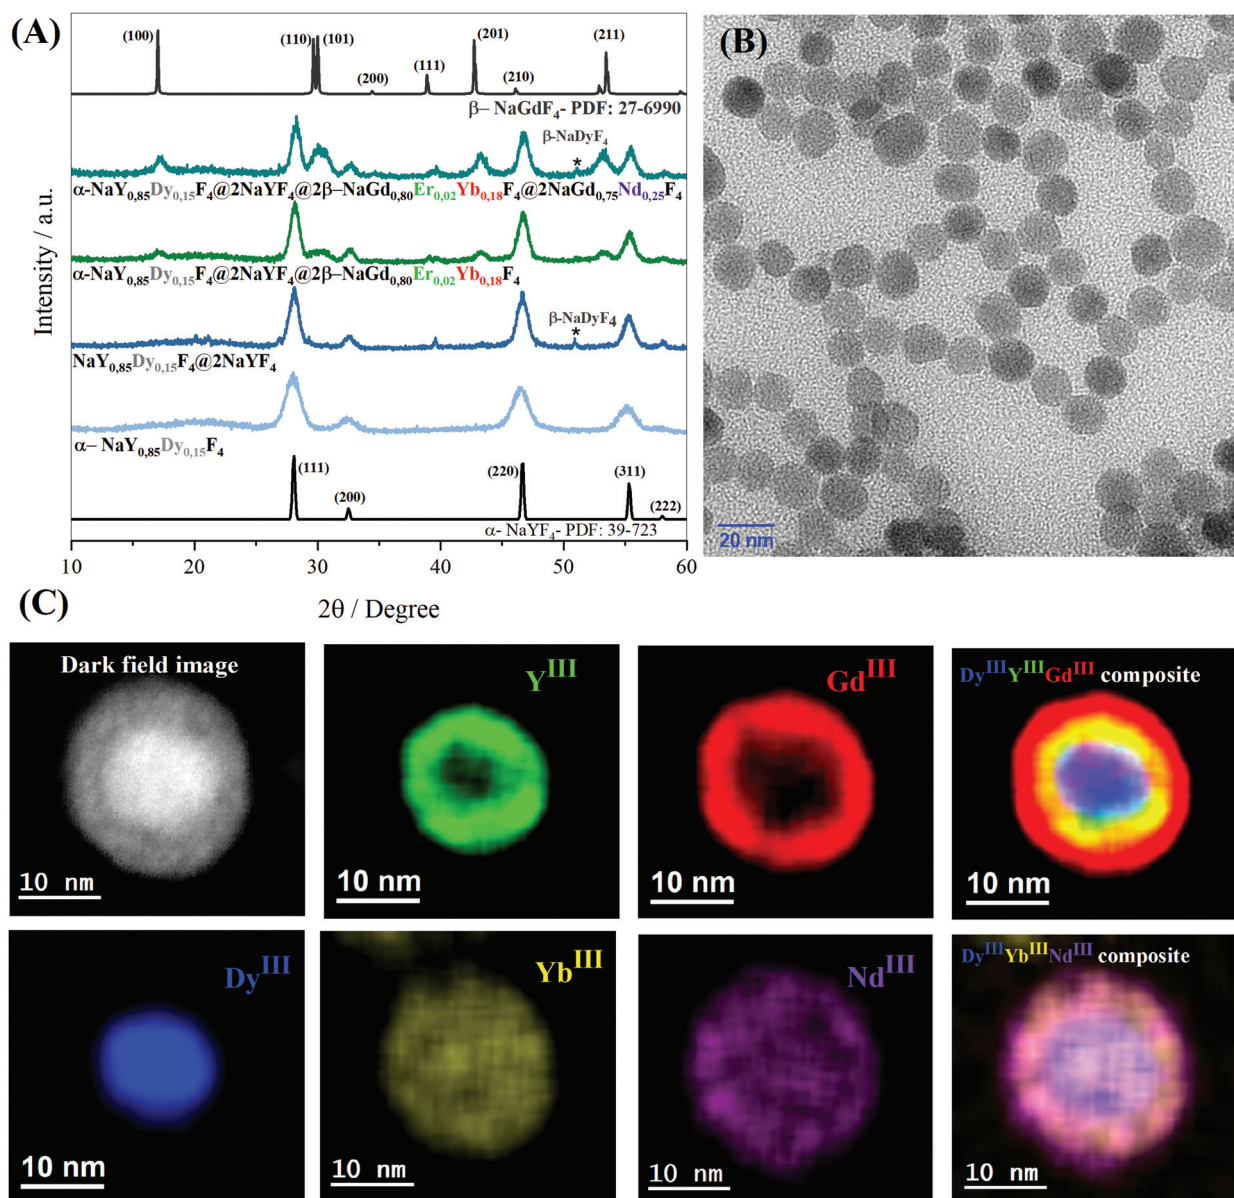 (A)
(100)
(110)
(101)
(200)
(111)
(201)
(210)
(211)
β– NaGdF4- PDF: 27-6990
β-NaDyF4
*
α-NaY0,85Dy0,15F4@2NaYF4@2β–NaGd0,80Er0,02Yb0,18F4@2NaGd0,75Nd0,25F4
α-NaY0,85Dy0,15F4@2NaYF4@2β–NaGd0,80Er0,02Yb0,18F4
β-NaDyF4
*
NaY0,85Dy0,15F4@2NaYF4
α– NaY0,85Dy0,15F4
(111)
(200)
(220)
(311)
(222)
α- NaYF4- PDF: 39-723
10
20
30
40
50
60
2θ / Degree
Intensity / a.u.
(B)
20 nm
(C)
Dark field image
10 nm
YIII
10 nm
GdIII
10 nm
DyIIIYIIIGdIII composite
10 nm
DyIII
10 nm
YbIII
10 nm
NdIII
10 nm
DyIIIYbIIINdIII composite
10 nm